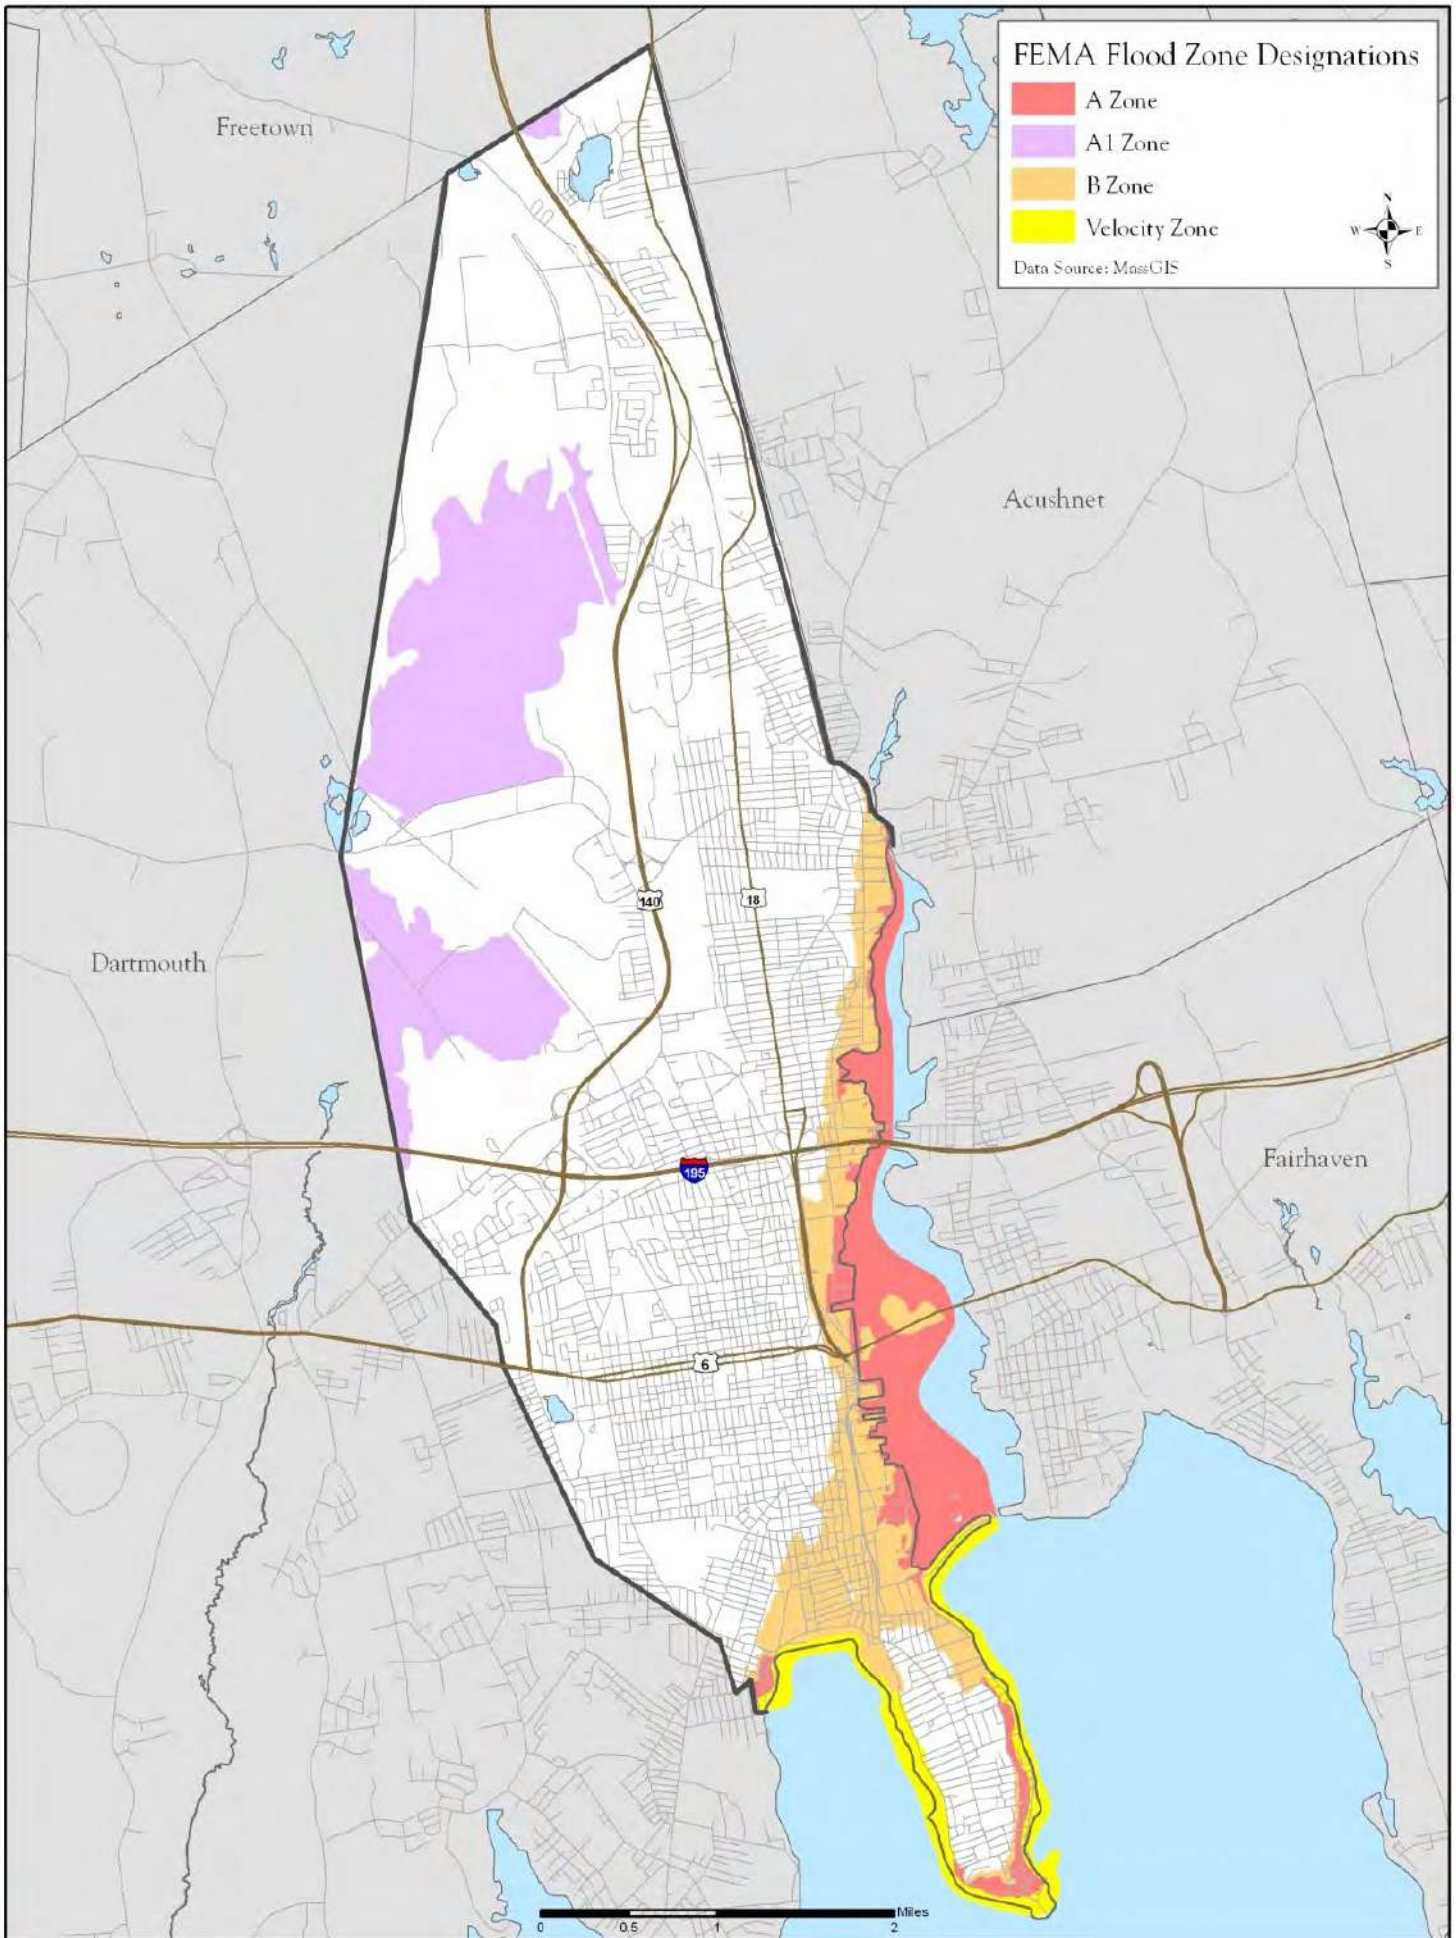 FEMA Flood Zone Designations
A Zone
A1 Zone
B Zone
Velocity Zone
Data Source: MassGIS
N
W E
S
Freetown
Acushnet
140
18
Dartmouth
195
Fairhaven
6
Miles
0 0.5 1 2